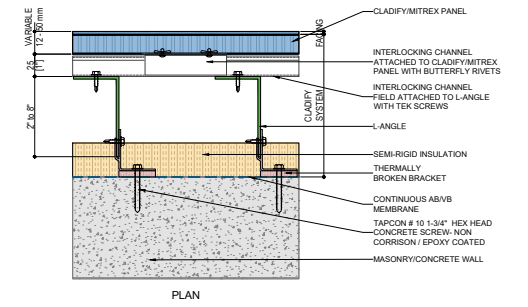 VARIABLE
12 - 50 mm
25
[1"]
2" to 8"
FACING
CLADIFY
SYSTEM
CLADIFY/MITREX PANEL
INTERLOCKING CHANNEL
ATTACHED TO CLADIFY/MITREX
PANEL WITH BUTTERFLY RIVETS
INTERLOCKING CHANNEL
FIELD ATTACHED TO L-ANGLE
WITH TEK SCREWS
L-ANGLE
SEMI-RIGID INSULATION
THERMALLY
BROKEN BRACKET
CONTINUOUS AB/VB
MEMBRANE
TAPCON # 10 1-3/4" HEX HEAD
CONCRETE SCREW- NON
CORRISON / EPOXY COATED
MASONRY/CONCRETE WALL
PLAN